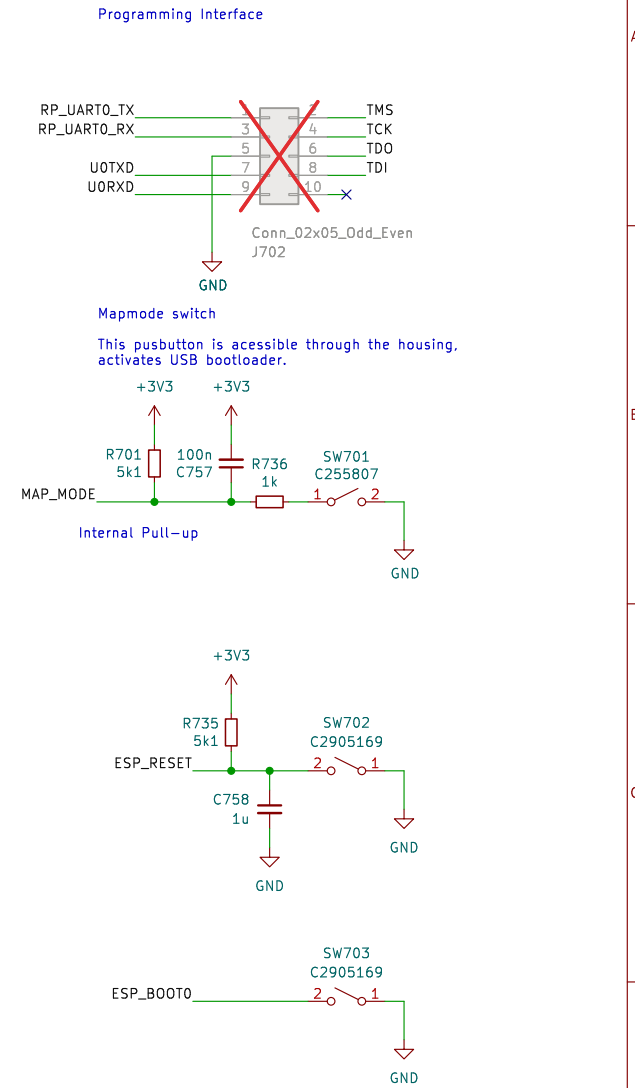 Programming Interface
RP_UART0_TX 1 2 TMS
RP_UART0_RX 3 4 TCK
5 6 TDO
U0TXD 7 8 TDI
U0RXD 9 10
Conn_02x05_Odd_Even
J702
GND
Mapmode switch
This pusbutton is acessible through the housing,
activates USB bootloader.
+3V3 +3V3
R701 5k1
100n C757
R736 1k
SW701
C255807
MAP_MODE 1 2
Internal Pull-up
GND
+3V3
R735 5k1
SW702
C2905169
ESP_RESET 2 1
C758 1u
GND
GND
SW703
C2905169
ESP_BOOT0 2 1
GND
A
B
C